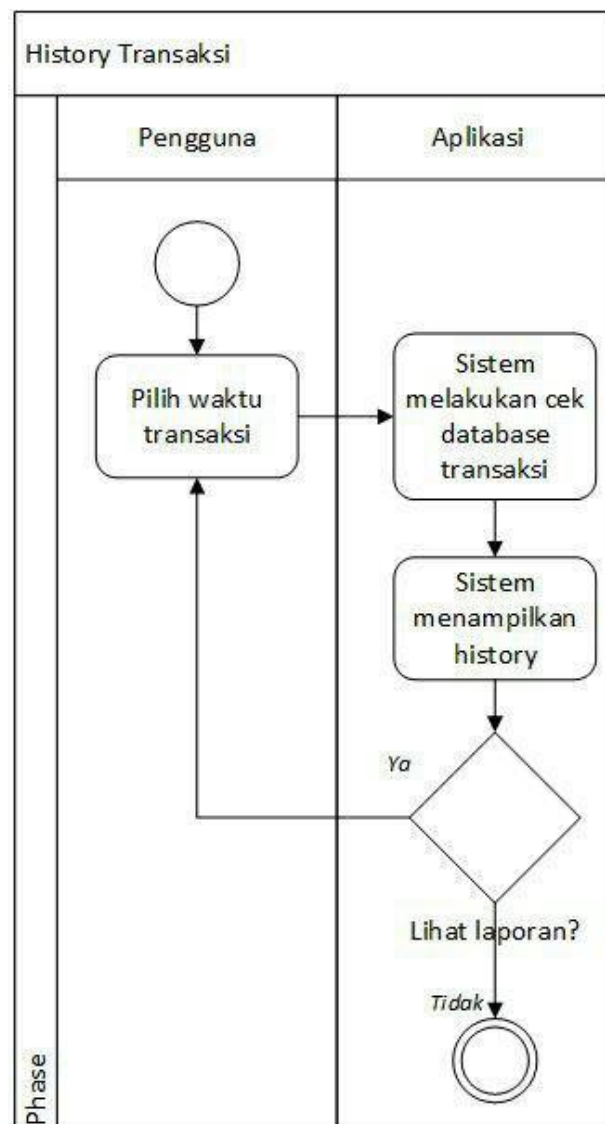 History Transaksi
Pengguna
Aplikasi
Pilih waktu
transaksi
Sistem
melakukan cek
database
transaksi
Sistem
menampilkan
history
Ya
Lihat laporan?
Tidak
Phase